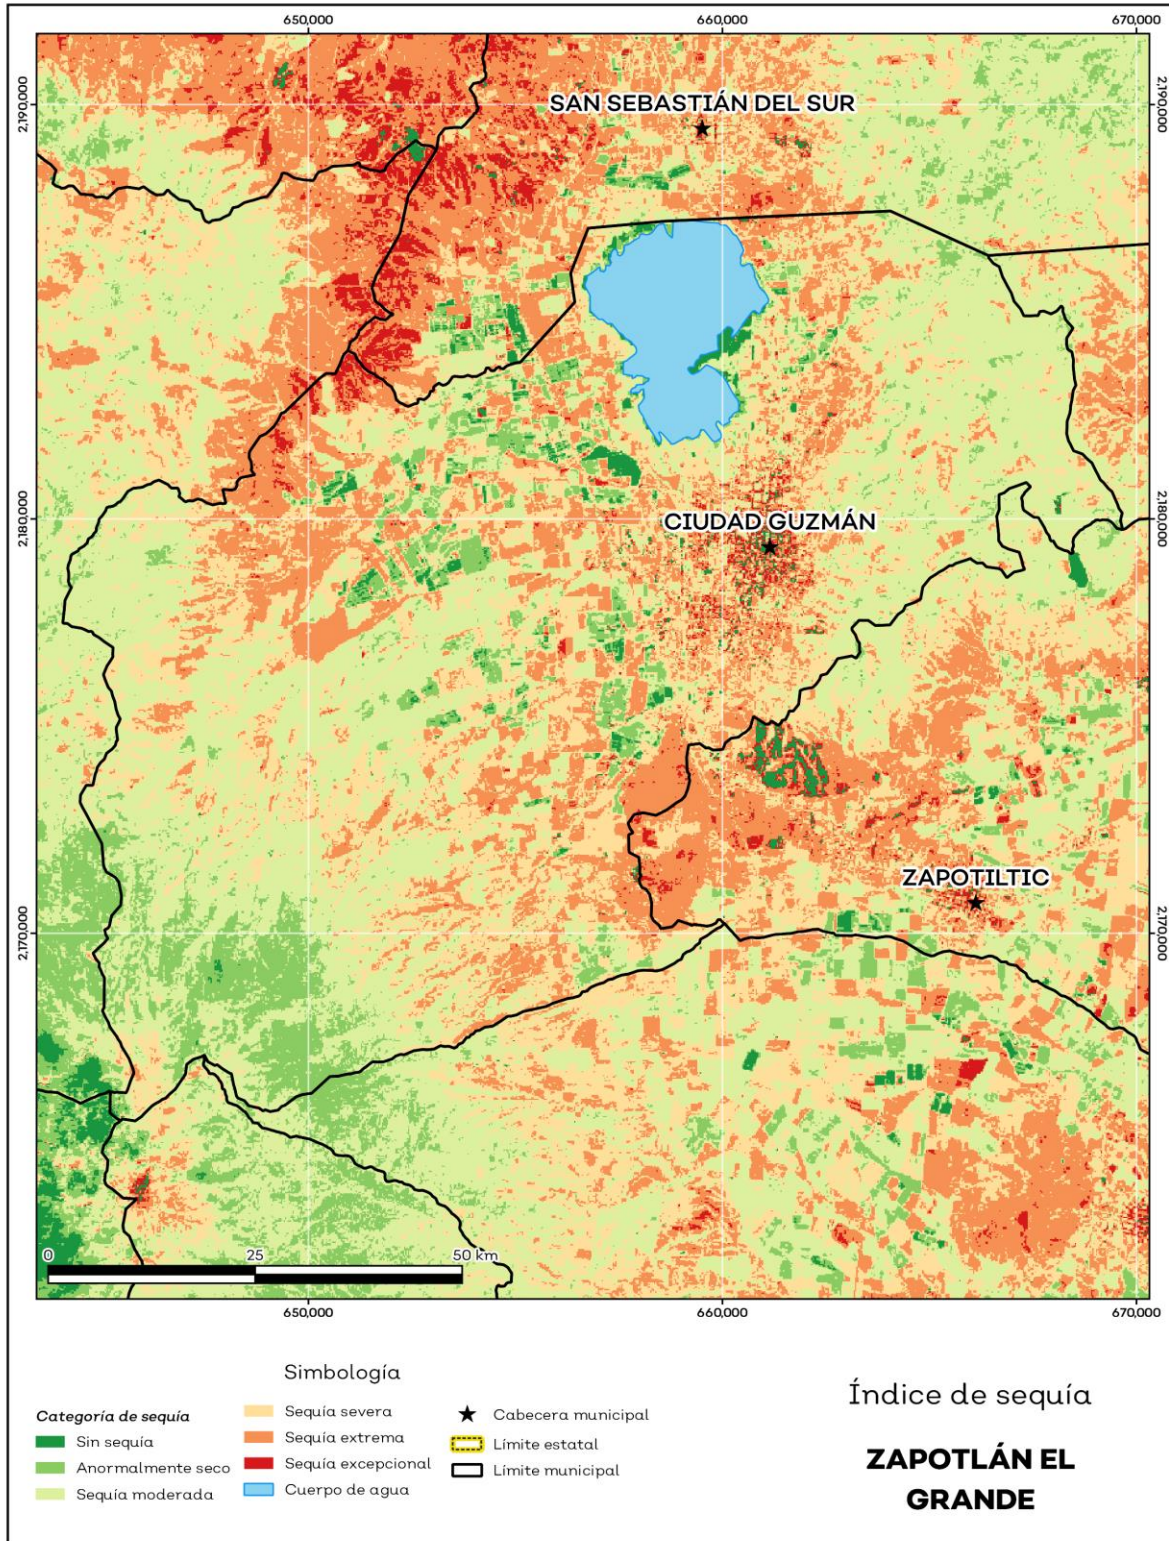 650,000 660,000 670,000
2,190,000 2,190,000
SAN SEBASTIÁN DEL SUR
2,180,000 2,180,000
CIUDAD GUZMÁN
ZAPOTILTIC
2,170,000 2,170,000
0 25 50 km
650,000 660,000 670,000
Simbología
Categoría de sequía
Sin sequía
Anormalmente seco
Sequía moderada
Sequía severa
Sequía extrema
Sequía excepcional
Cuerpo de agua
Cabecera municipal
Límite estatal
Límite municipal
Índice de sequía
ZAPOTLÁN EL
GRANDE